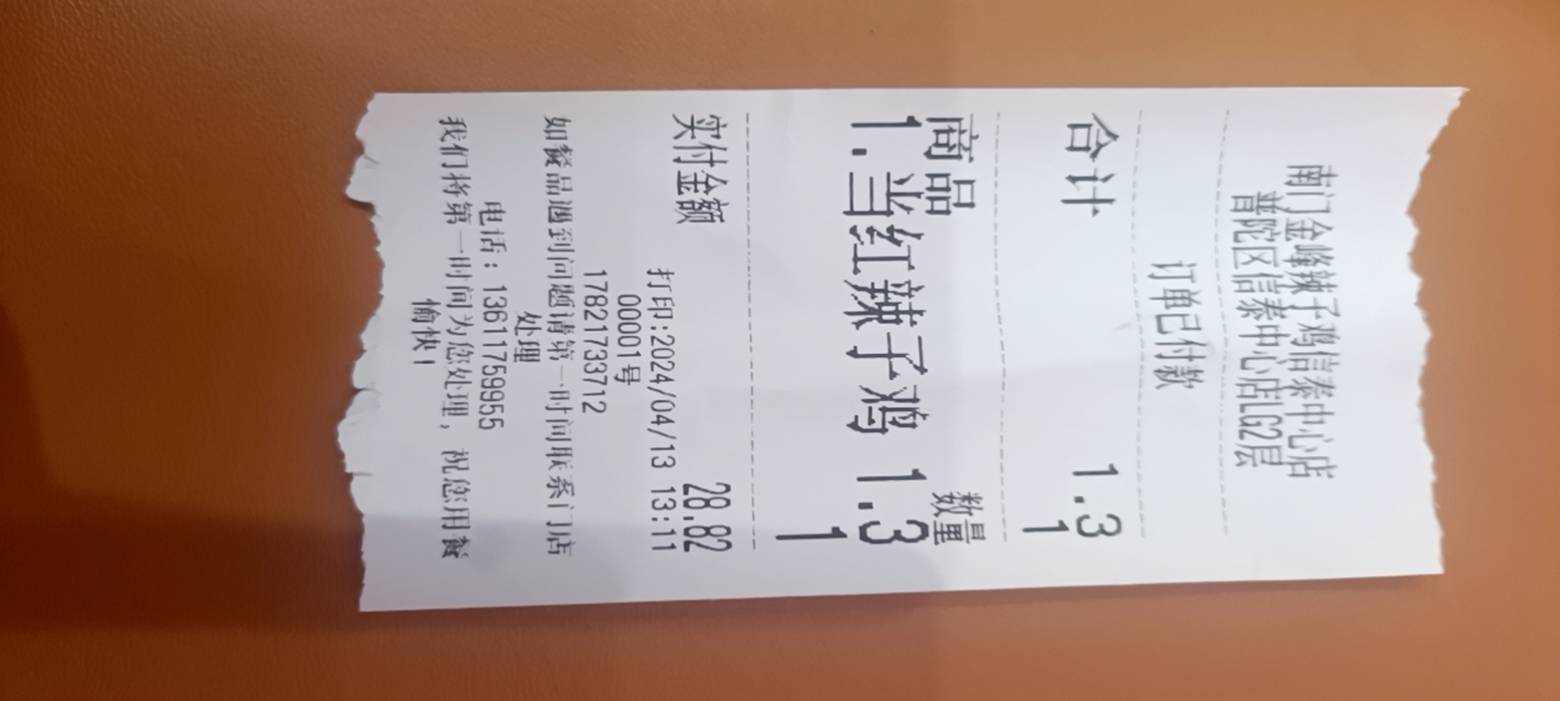 南门金峰辣子鸡信泰中心店
普陀区信泰中心店LG2层
订单已付款
合计 1.3
1
商品 数量
1.当红辣子鸡 1.3
1
实付金额 28.82
打印:2024/04/13 13:11
00001号
17821733712
如餐品遇到问题请第一时间联系门店
处理
电话：13611759955
我们将第一时间为您处理，祝您用餐
愉快！